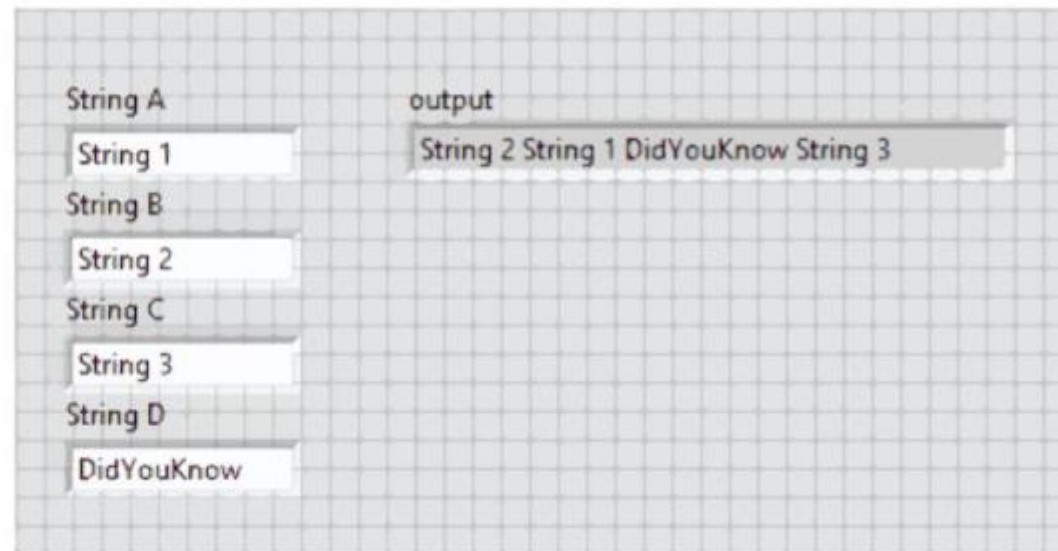 String A
output
String 1
String 2 String 1 DidYouKnow String 3
String B
String 2
String C
String 3
String D
DidYouKnow